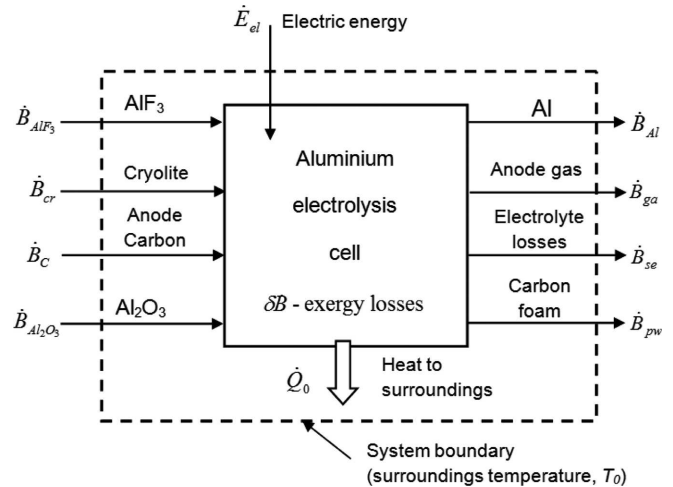 Ė_el Electric energy
Ḃ_AlF₃ AlF₃
Al Ḃ_Al
Ḃ_cr Cryolite
Anode gas Ḃ_ga
Ḃ_C Anode
Carbon
Electrolyte
losses Ḃ_se
Ḃ_Al₂O₃ Al₂O₃
Carbon
foam Ḃ_pw
Aluminium
electrolysis
cell
δB - exergy losses
Q̇₀ Heat to
surroundings
System boundary
(surroundings temperature, T₀)